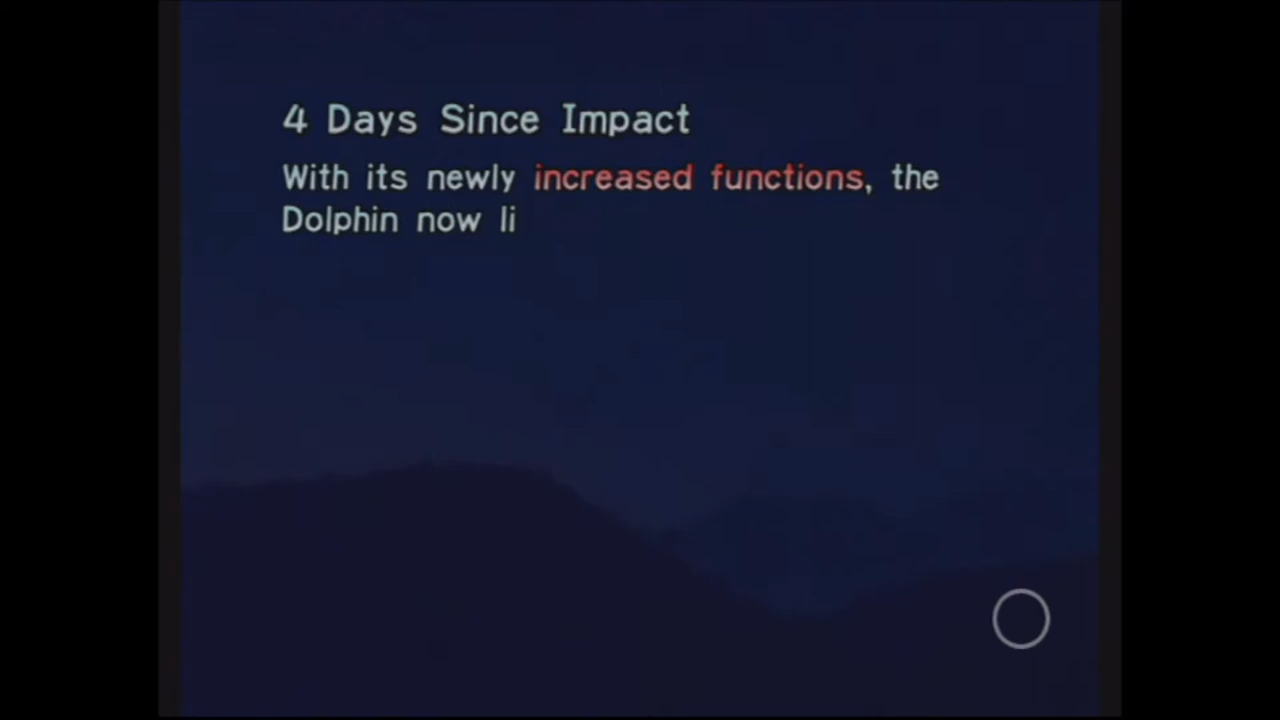 4 Days Since Impact
With its newly increased functions, the
Dolphin now li